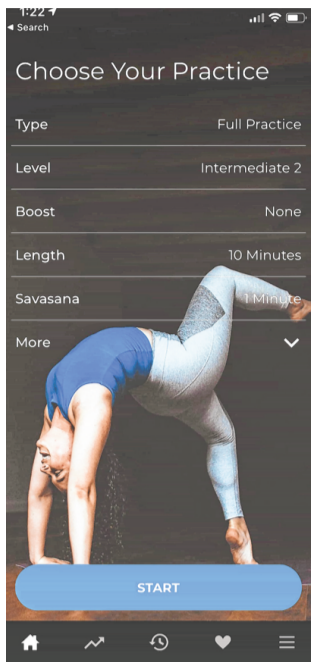 1:22
◀ Search
Choose Your Practice
Type Full Practice
Level Intermediate 2
Boost None
Length 10 Minutes
Savasana 1 Minute
More
START